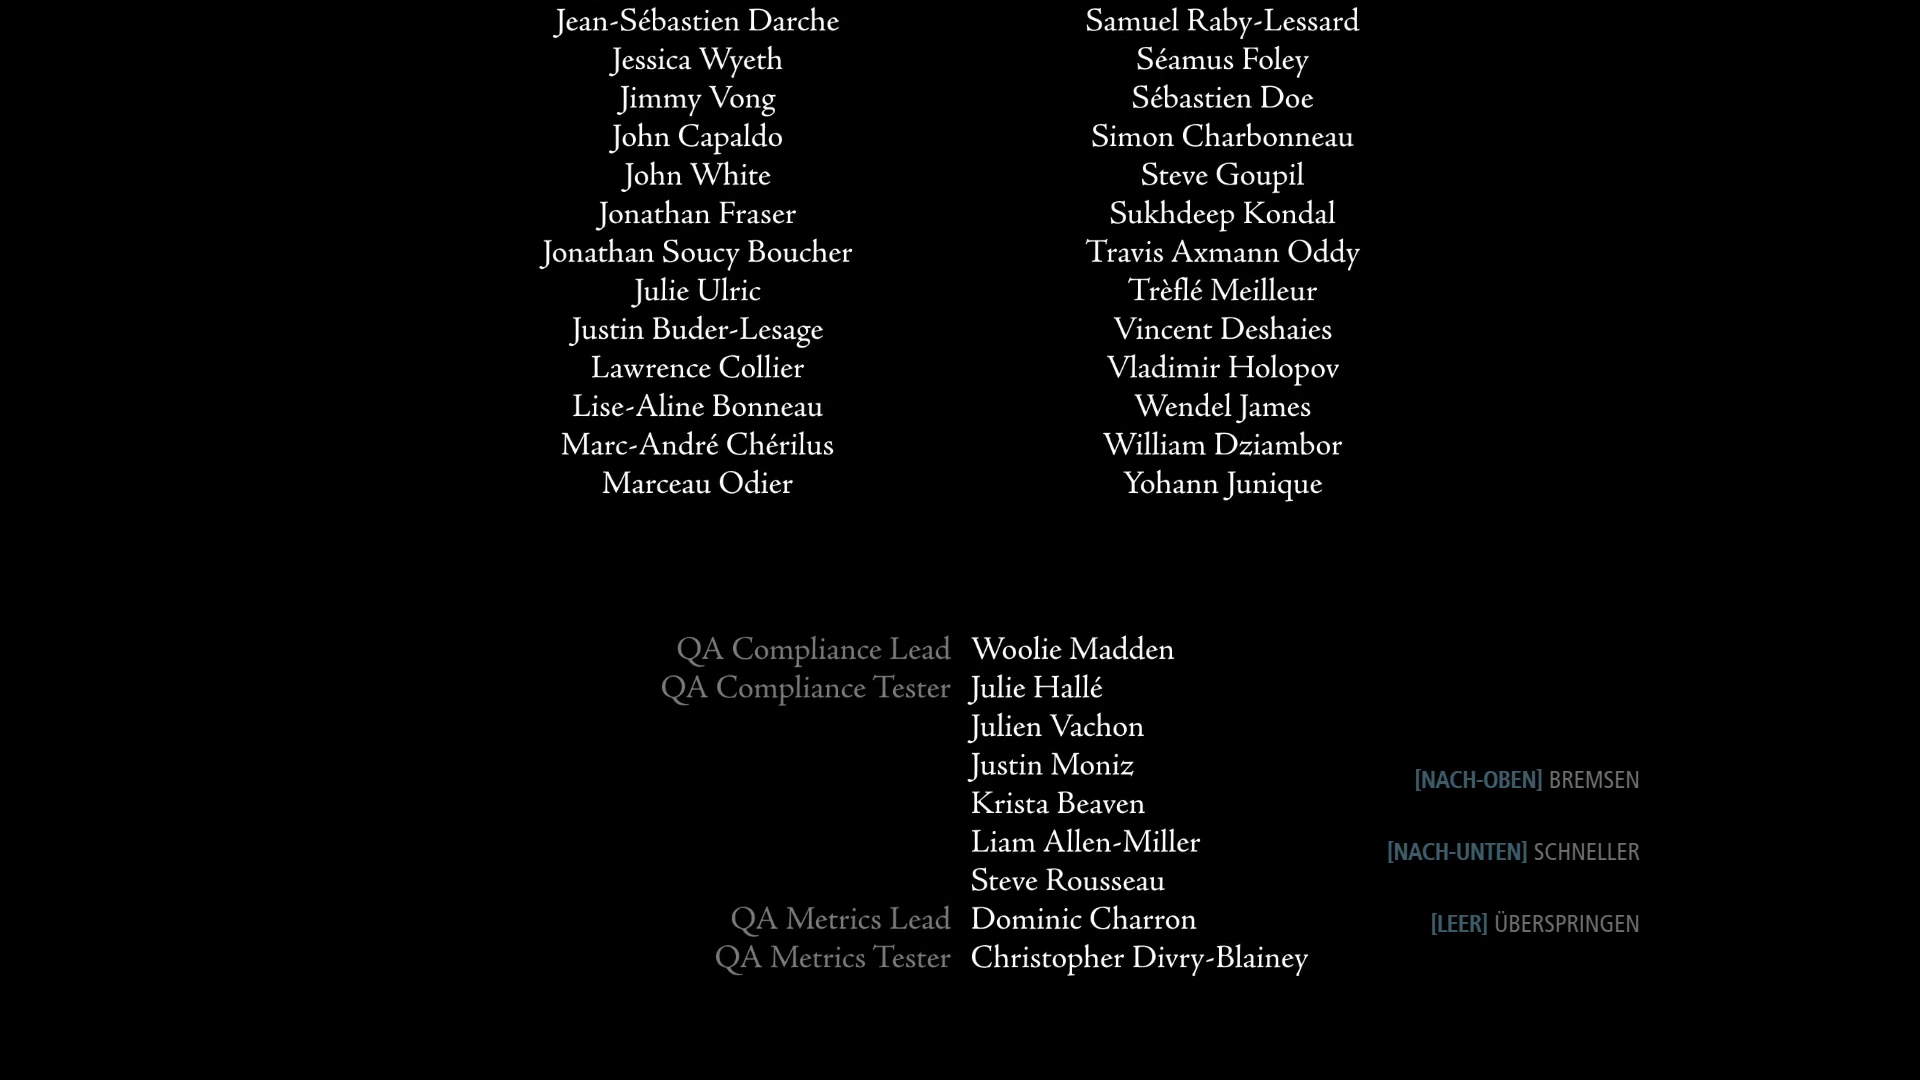 Jean-Sébastien Darche
Jessica Wyeth
Jimmy Vong
John Capaldo
John White
Jonathan Fraser
Jonathan Soucy Boucher
Julie Ulric
Justin Buder-Lesage
Lawrence Collier
Lise-Aline Bonneau
Marc-André Chérilus
Marceau Odier
Samuel Raby-Lessard
Séamus Foley
Sébastien Doe
Simon Charbonneau
Steve Goupil
Sukhdeep Kondal
Travis Axmann Oddy
Trèflé Meilleur
Vincent Deshaies
Vladimir Holopov
Wendel James
William Dziambor
Yohann Junique
QA Compliance Lead Woolie Madden
QA Compliance Tester Julie Hallé
Julien Vachon
Justin Moniz
Krista Beaven
Liam Allen-Miller
Steve Rousseau
QA Metrics Lead Dominic Charron
QA Metrics Tester Christopher Divry-Blainey
[NACH-OBEN] BREMSEN
[NACH-UNTEN] SCHNELLER
[LEER] ÜBERSPRINGEN